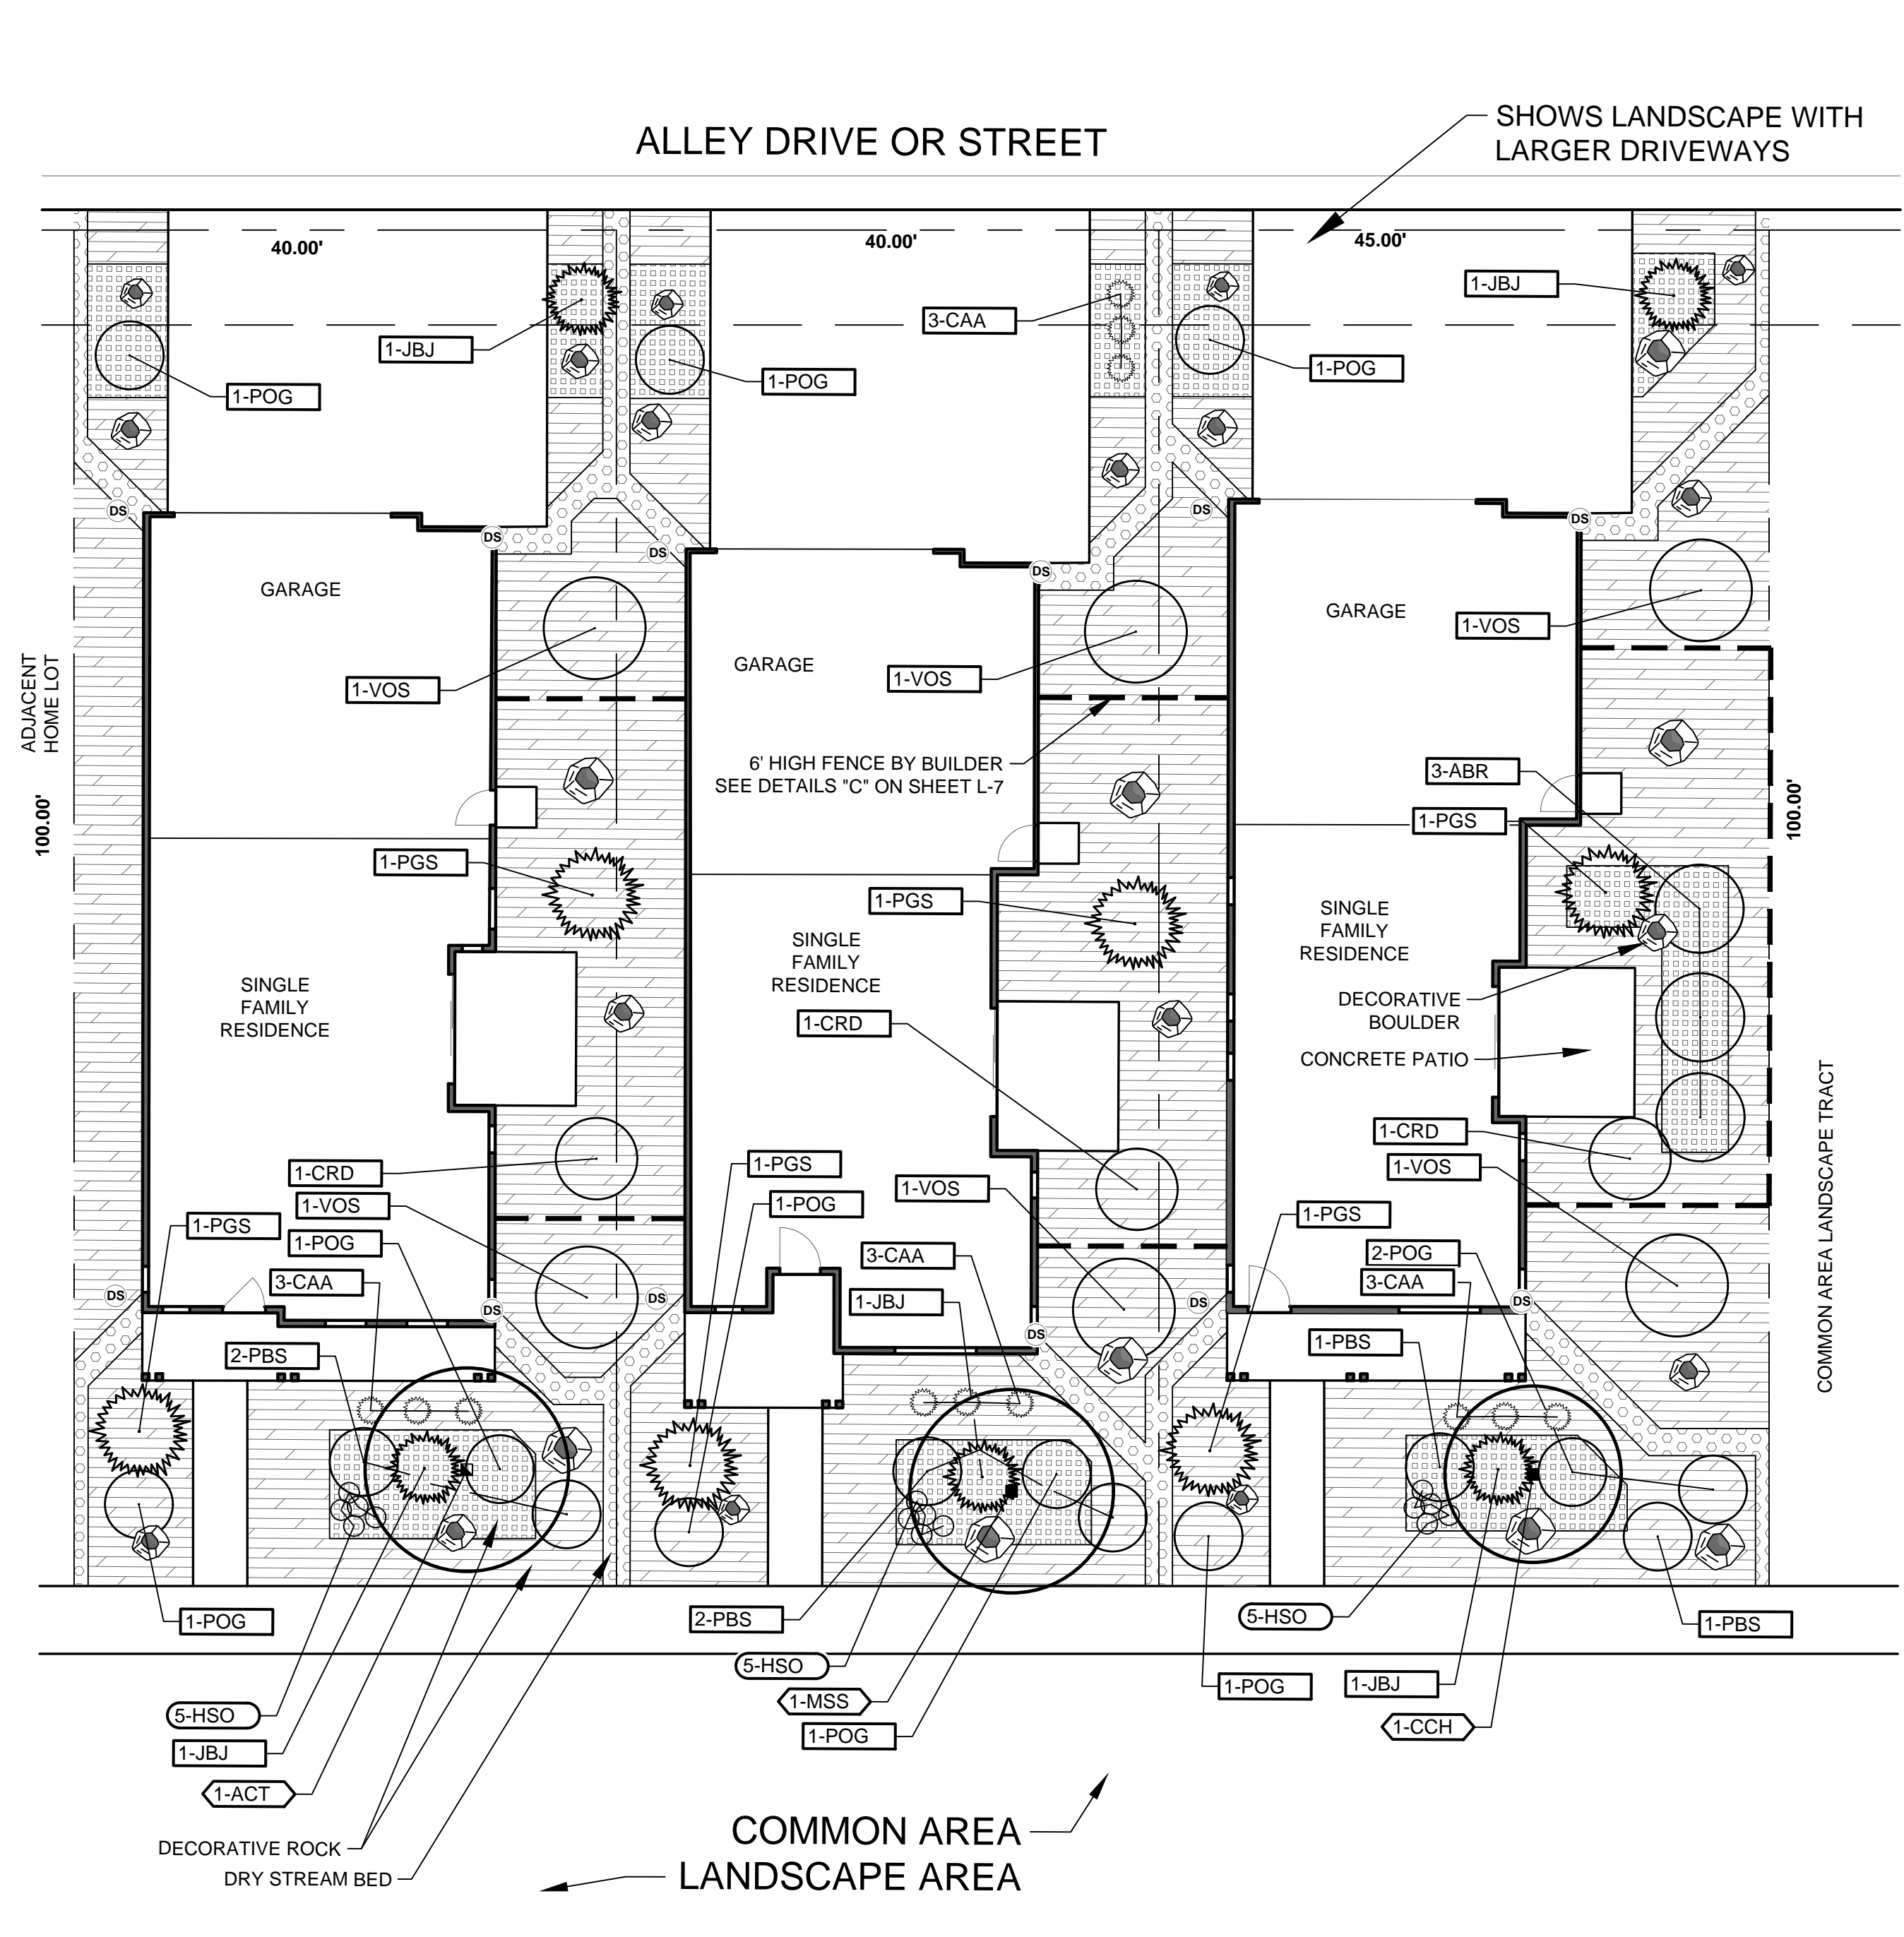 SHOWS LANDSCAPE WITH
LARGER DRIVEWAYS
ALLEY DRIVE OR STREET
40.00'
40.00'
45.00'
1-JBJ
3-CAA
1-JBJ
1-POG
1-POG
1-POG
DS
DS
DS
DS
DS
DS
GARAGE
GARAGE
GARAGE
1-VOS
1-VOS
1-VOS
ADJACENT
HOME LOT
100.00'
6' HIGH FENCE BY BUILDER
SEE DETAILS "C" ON SHEET L-7
3-ABR
1-PGS
100.00'
1-PGS
1-PGS
SINGLE
FAMILY
RESIDENCE
SINGLE
FAMILY
RESIDENCE
SINGLE
FAMILY
RESIDENCE
1-CRD
DECORATIVE
BOULDER
CONCRETE PATIO
COMMON AREA LANDSCAPE TRACT
1-CRD
1-VOS
1-CRD
1-VOS
1-PGS
1-POG
1-VOS
1-PGS
1-POG
3-CAA
1-PGS
2-POG
3-CAA
3-CAA
1-JBJ
DS
DS
DS
DS
DS
DS
1-PBS
2-PBS
1-POG
2-PBS
5-HSO
1-PBS
5-HSO
1-MSS
1-POG
1-POG
1-JBJ
1-CCH
5-HSO
1-JBJ
1-ACT
DECORATIVE ROCK
DRY STREAM BED
COMMON AREA
LANDSCAPE AREA